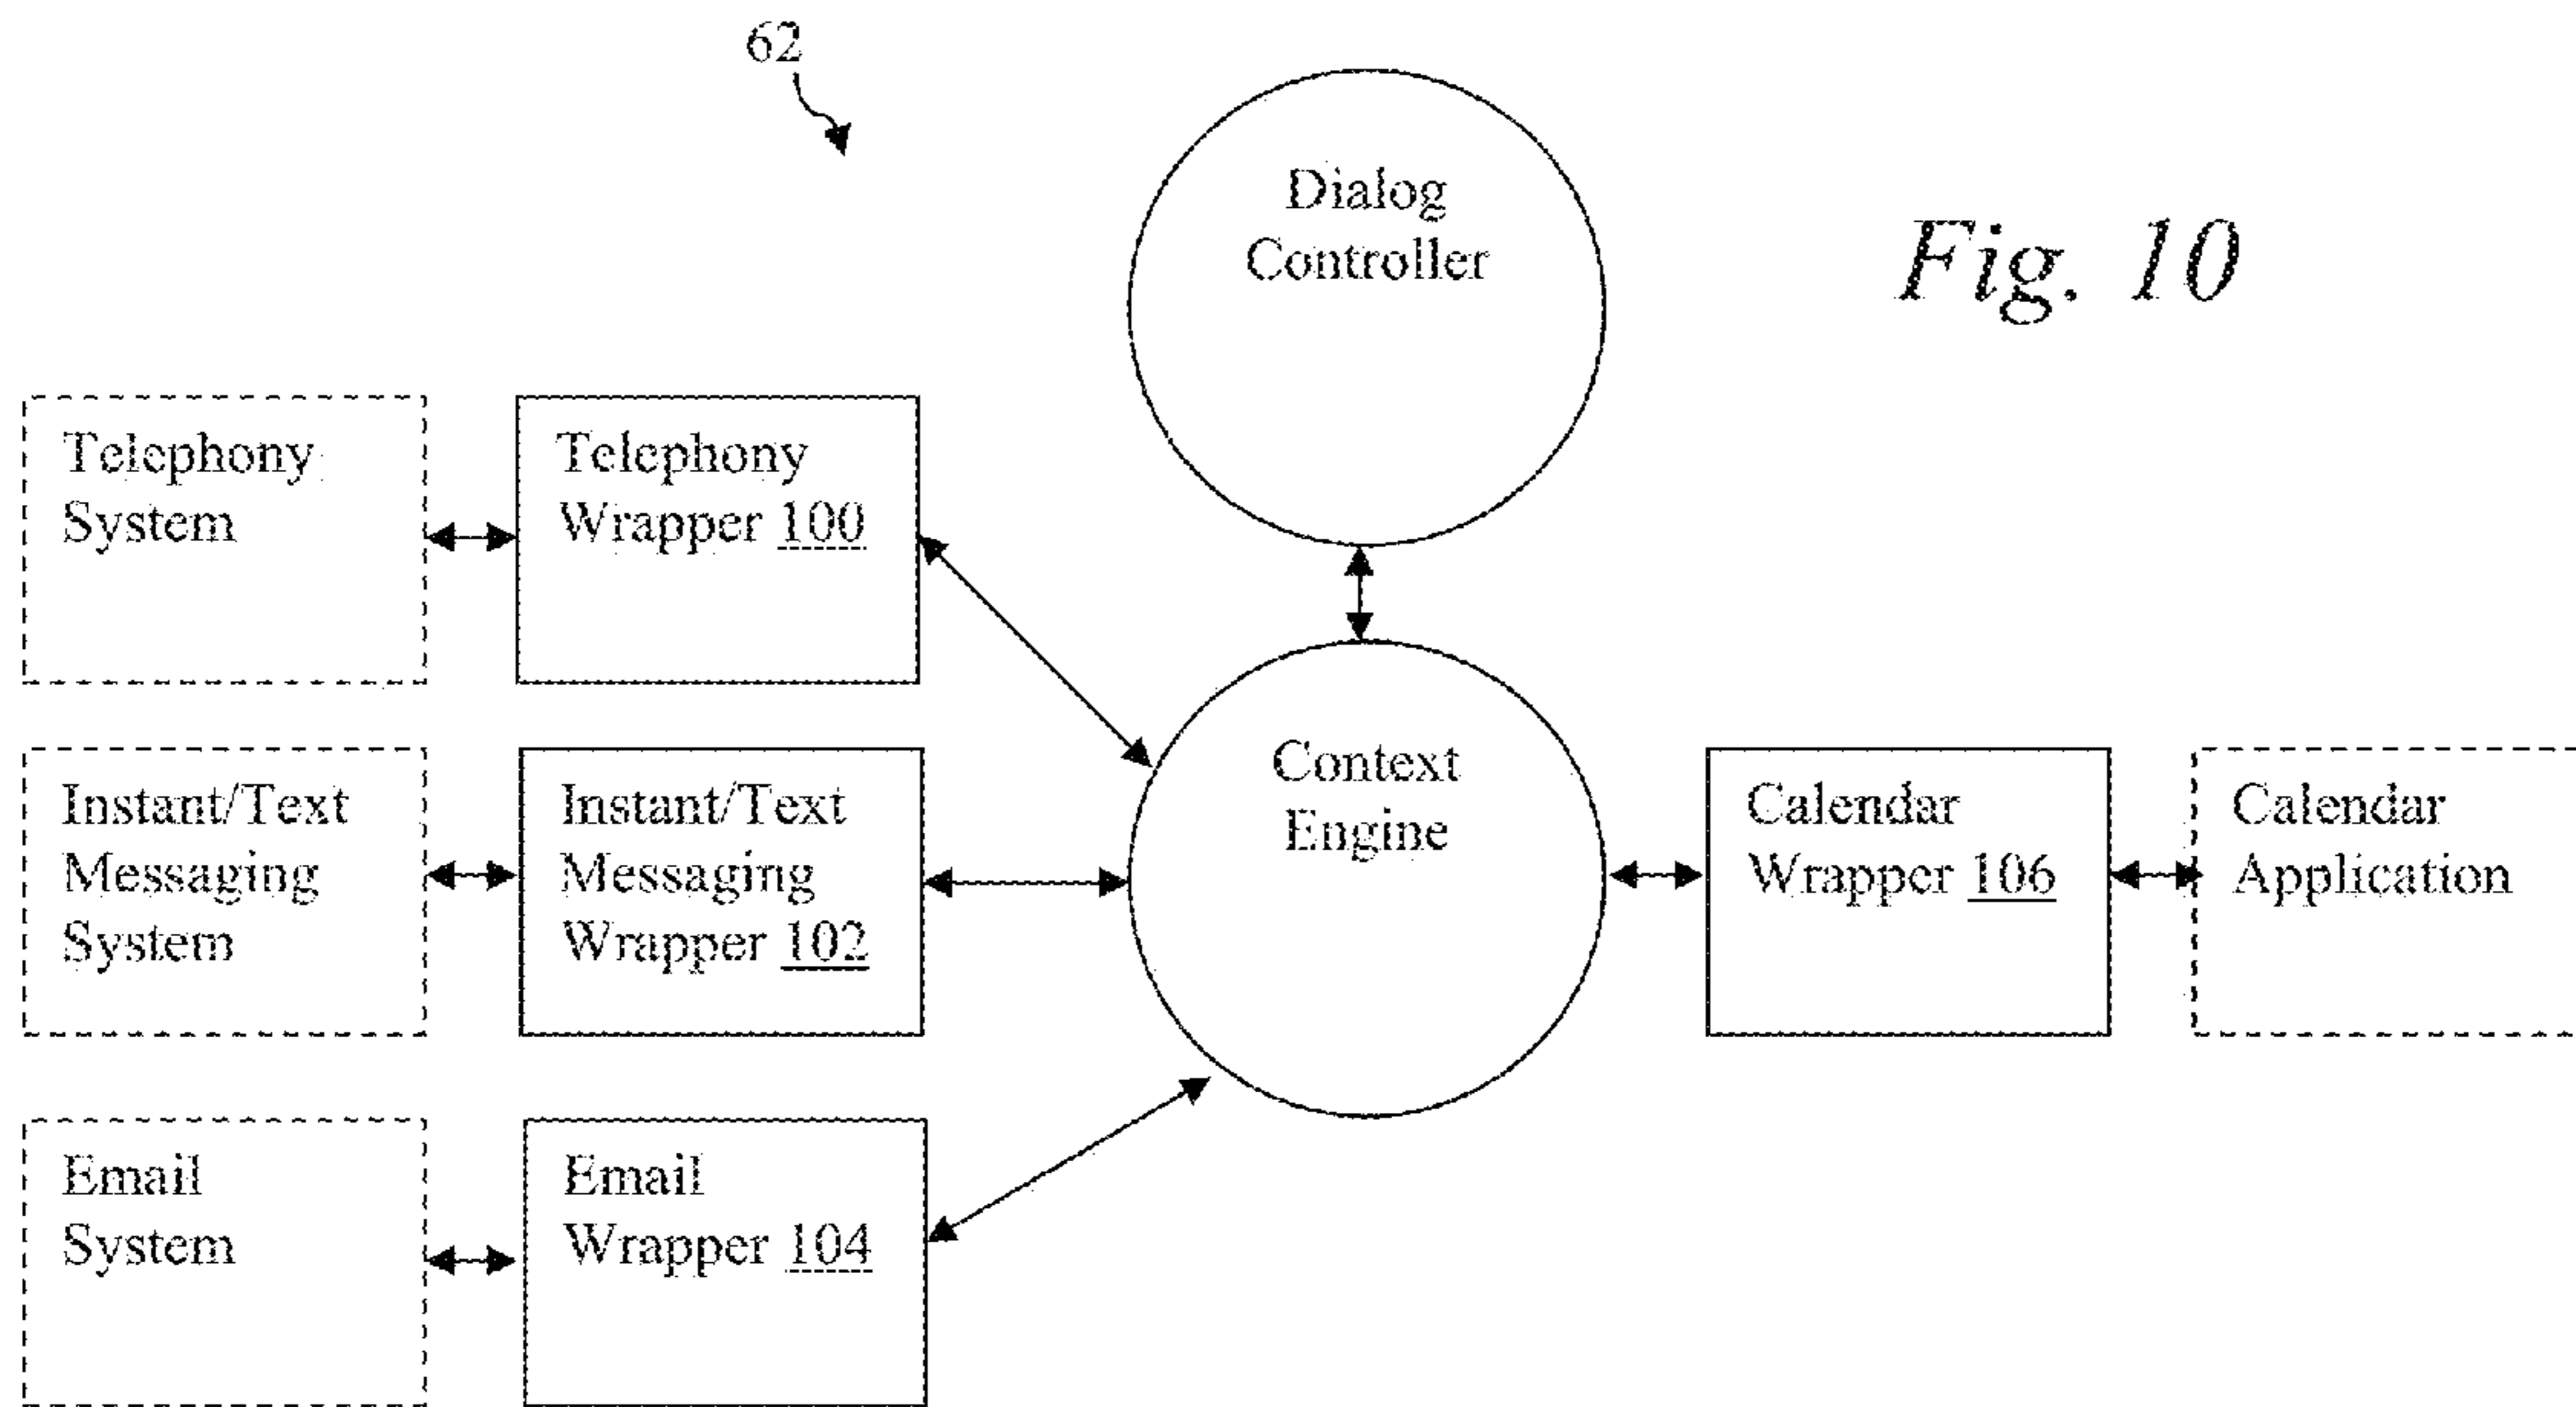 62
Dialog
Controller
Fig. 10
Telephony
System
Telephony
Wrapper 100
Instant/Text
Messaging
System
Instant/Text
Messaging
Wrapper 102
Context
Engine
Calendar
Wrapper 106
Calendar
Application
Email
System
Email
Wrapper 104